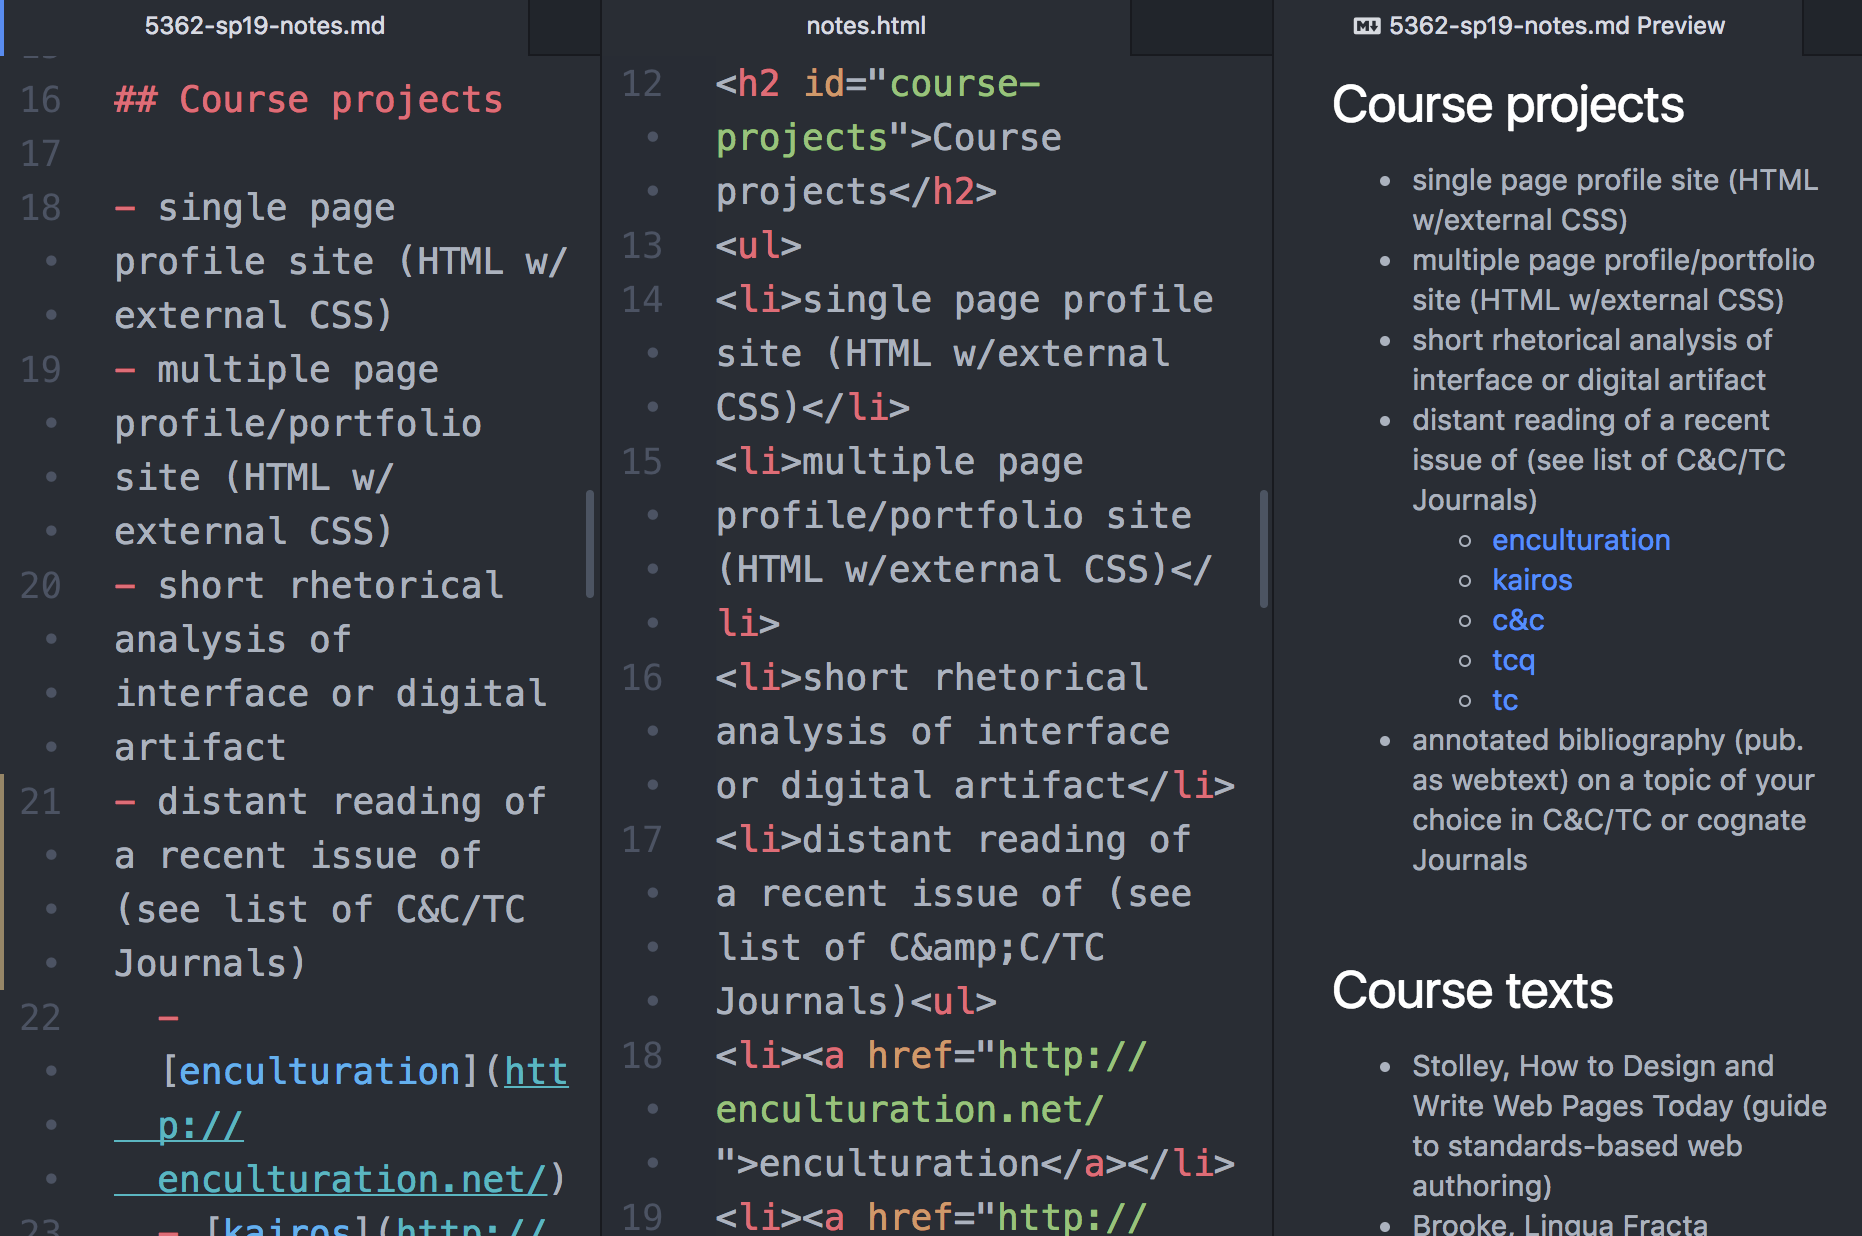 5362-sp19-notes.md
16 ## Course projects
17
18 - single page
profile site (HTML w/
external CSS)
19 - multiple page
profile/portfolio
site (HTML w/
external CSS)
20 - short rhetorical
analysis of
interface or digital
artifact
21 - distant reading of
a recent issue of
(see list of C&C/TC
Journals)
22 -
[enculturation](htt
p://
enculturation.net/)
23 - [kairos](http://
notes.html
12 <h2 id="course-
projects">Course
projects</h2>
13 <ul>
14 <li>single page profile
site (HTML w/external
CSS)</li>
15 <li>multiple page
profile/portfolio site
(HTML w/external CSS)</
li>
16 <li>short rhetorical
analysis of interface
or digital artifact</li>
17 <li>distant reading of
a recent issue of (see
list of C&amp;C/TC
Journals)<ul>
18 <li><a href="http://
enculturation.net/
">enculturation</a></li>
19 <li><a href="http://
5362-sp19-notes.md Preview
Course projects
• single page profile site (HTML
w/external CSS)
• multiple page profile/portfolio
site (HTML w/external CSS)
• short rhetorical analysis of
interface or digital artifact
• distant reading of a recent
issue of (see list of C&C/TC
Journals)
◦ enculturation
◦ kairos
◦ c&c
◦ tcq
◦ tc
• annotated bibliography (pub.
as webtext) on a topic of your
choice in C&C/TC or cognate
Journals
Course texts
• Stolley, How to Design and
Write Web Pages Today (guide
to standards-based web
authoring)
• Brooke, Lingua Fracta